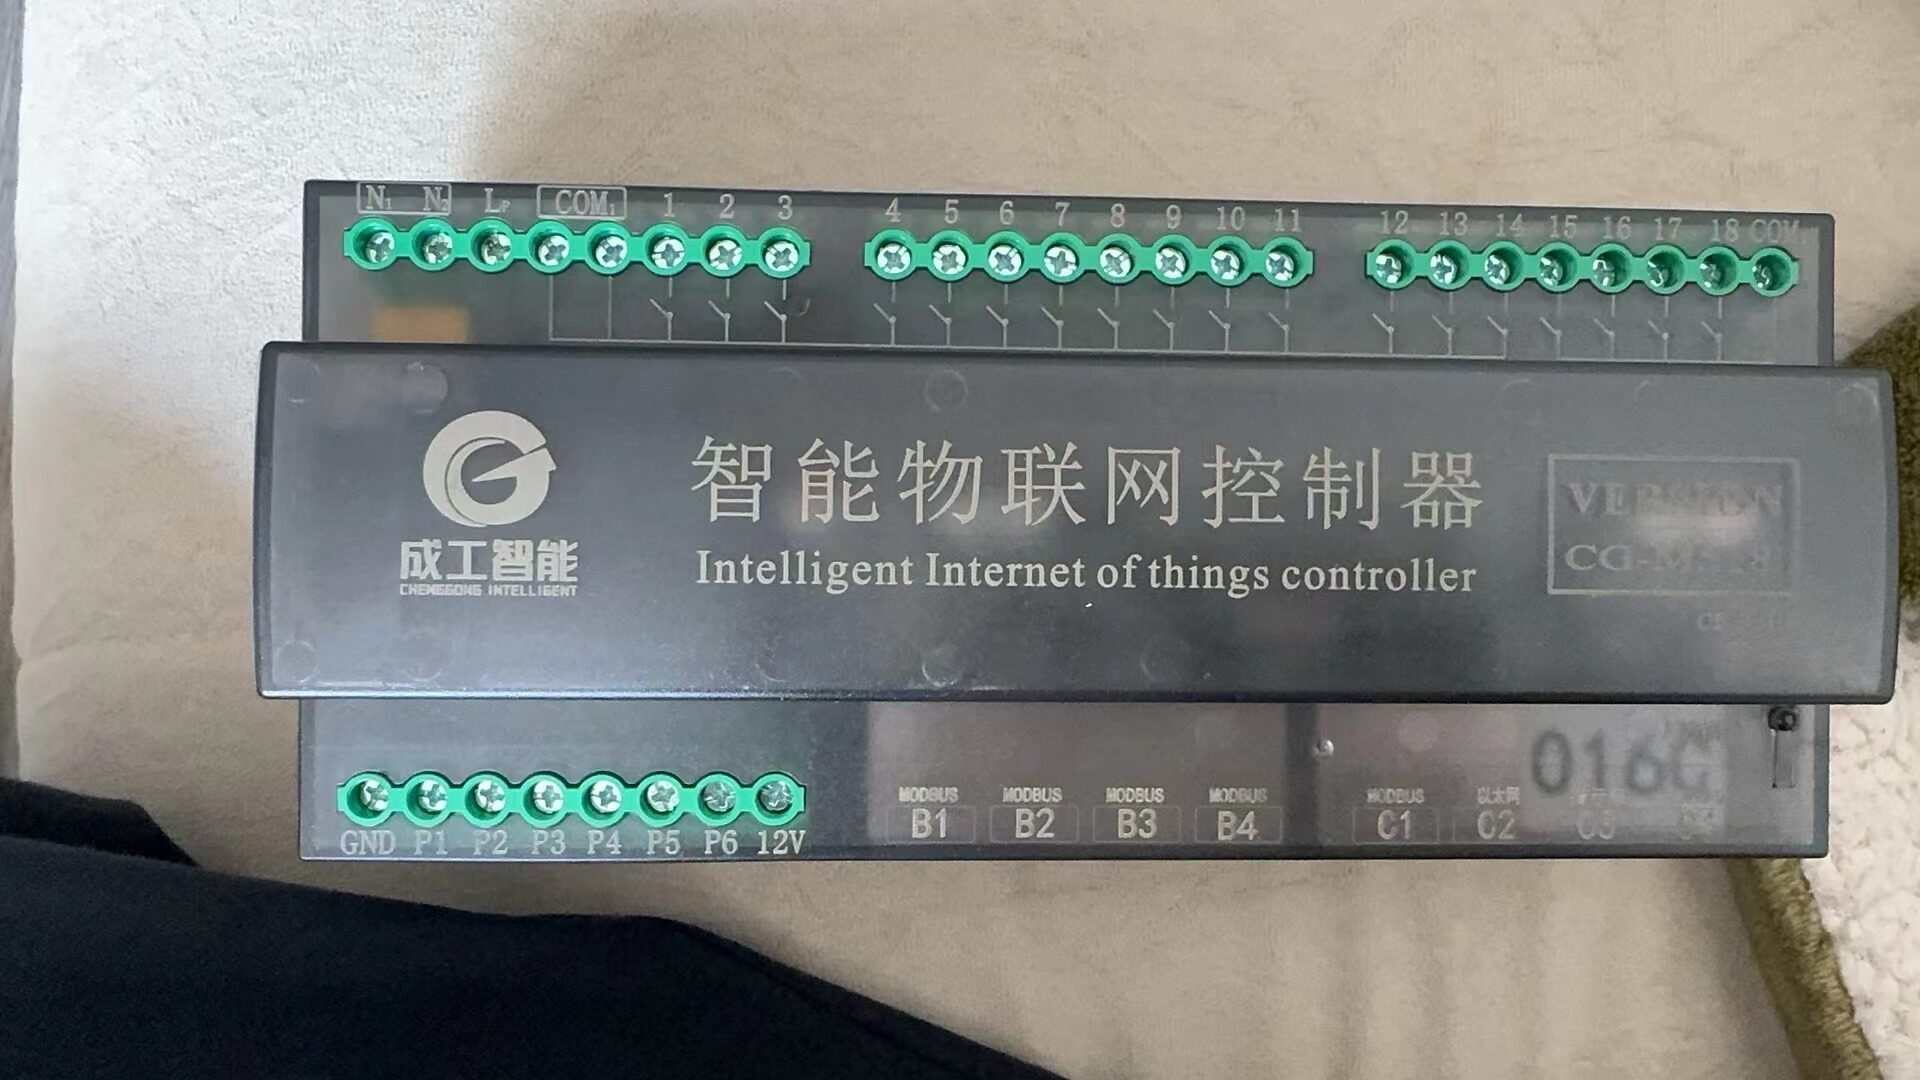 N₁ N₂ Lₚ COM₁ 1 2 3 4 5 6 7 8 9 10 11 12 13 14 15 16 17 18 COM
成工智能
CHENGGONG INTELLIGENT
智能物联网控制器
Intelligent Internet of things controller
VERSION
016G
MODBUS MODBUS MODBUS MODBUS MODBUS 以太网
B1 B2 B3 B4 C1 C2 C3
GND P1 P2 P3 P4 P5 P6 12V